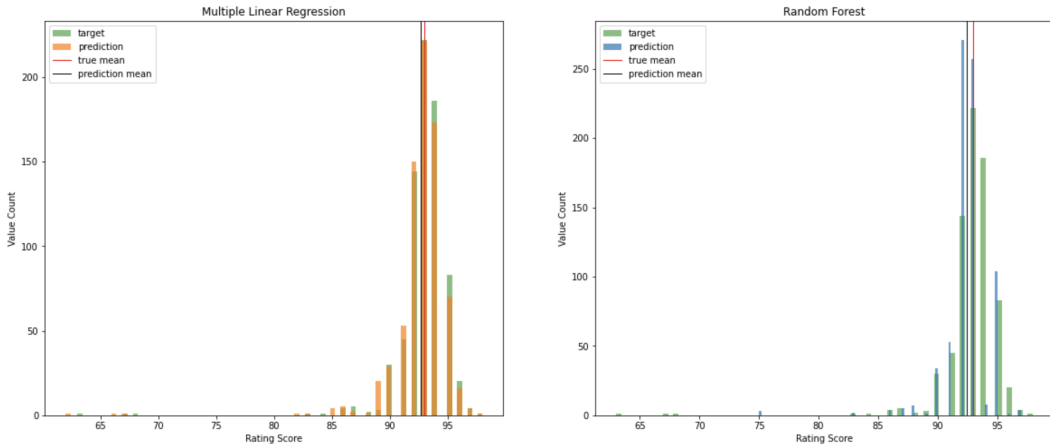 Multiple Linear Regression
target
prediction
true mean
prediction mean
Value Count
200
150
100
50
0
65 70 75 80 85 90 95
Rating Score
Random Forest
target
prediction
true mean
prediction mean
Value Count
250
200
150
100
50
0
65 70 75 80 85 90 95
Rating Score